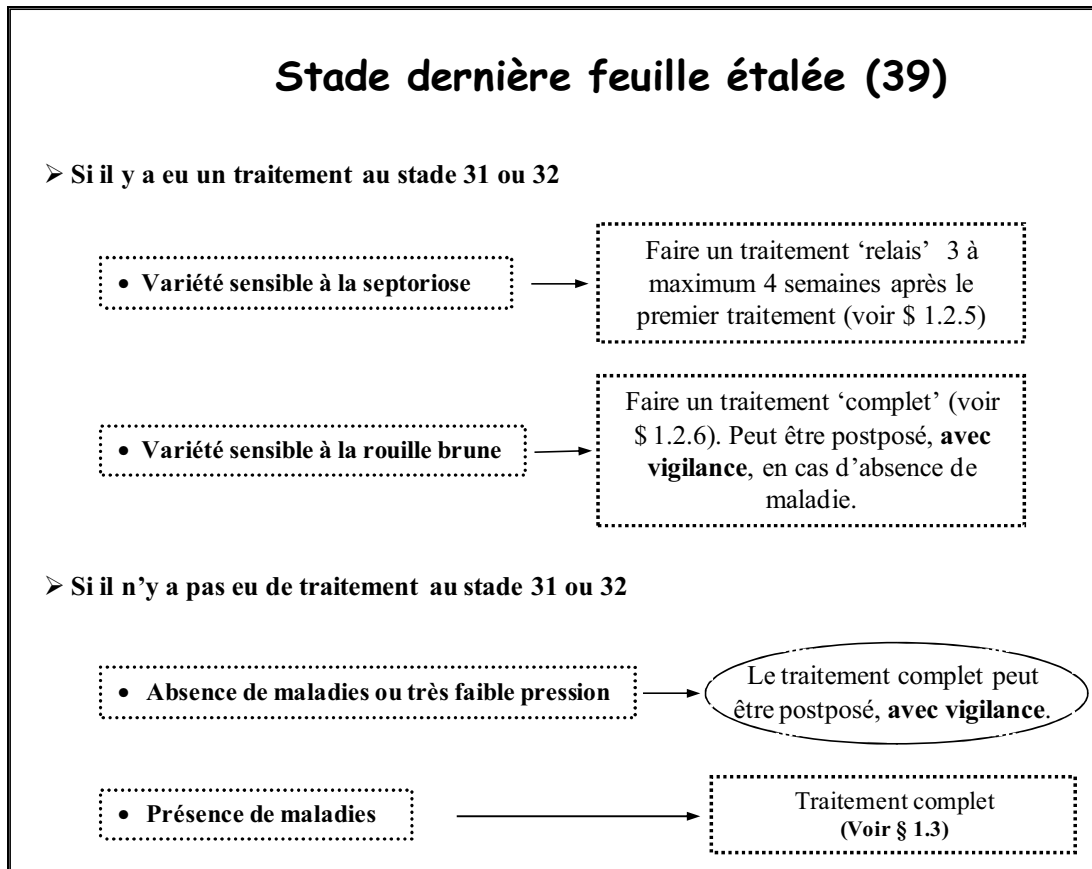 Stade dernière feuille étalée (39)
➢ Si il y a eu un traitement au stade 31 ou 32
• Variété sensible à la septoriose
Faire un traitement ‘relais’ 3 à
maximum 4 semaines après le
premier traitement (voir $ 1.2.5)
• Variété sensible à la rouille brune
Faire un traitement ‘complet’ (voir
$ 1.2.6). Peut être postposé, avec
vigilance, en cas d’absence de
maladie.
➢ Si il n’y a pas eu de traitement au stade 31 ou 32
• Absence de maladies ou très faible pression
Le traitement complet peut
être postposé, avec vigilance.
• Présence de maladies
Traitement complet
(Voir § 1.3)